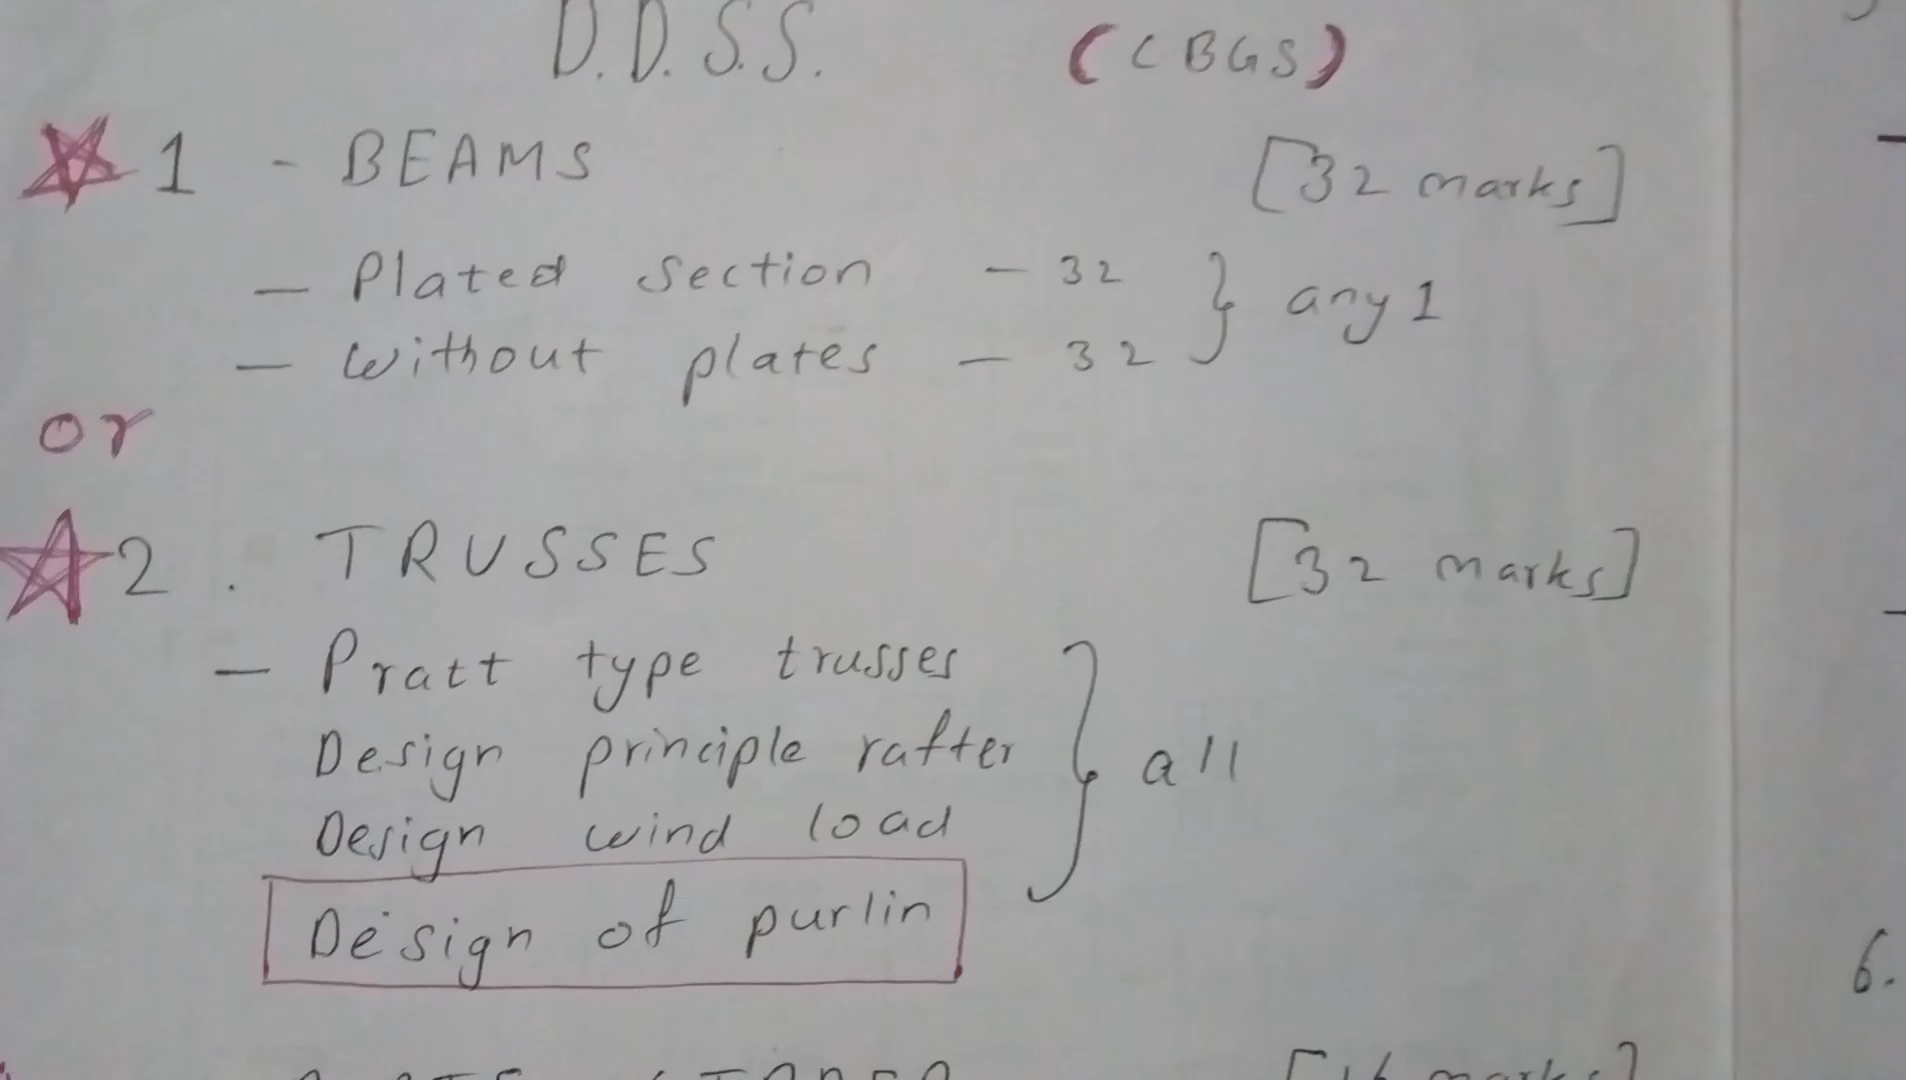 D.D.S.S. (CBGS)
1 - BEAMS [32 marks]
- Plated section - 32
- without plates - 32 } any 1
or
2. TRUSSES [32 marks]
- Pratt type trusses
Design principle rafter } all
Design wind load
Design of purlin
6.